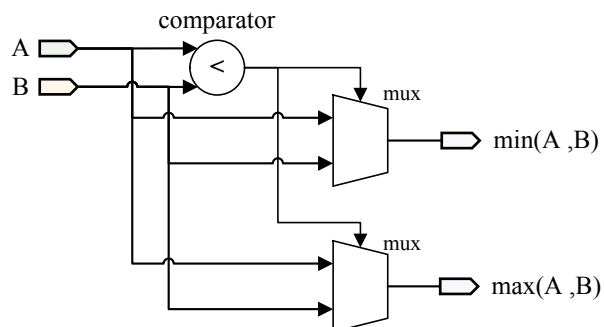 comparator
A
<
B
mux
min(A ,B)
mux
max(A ,B)